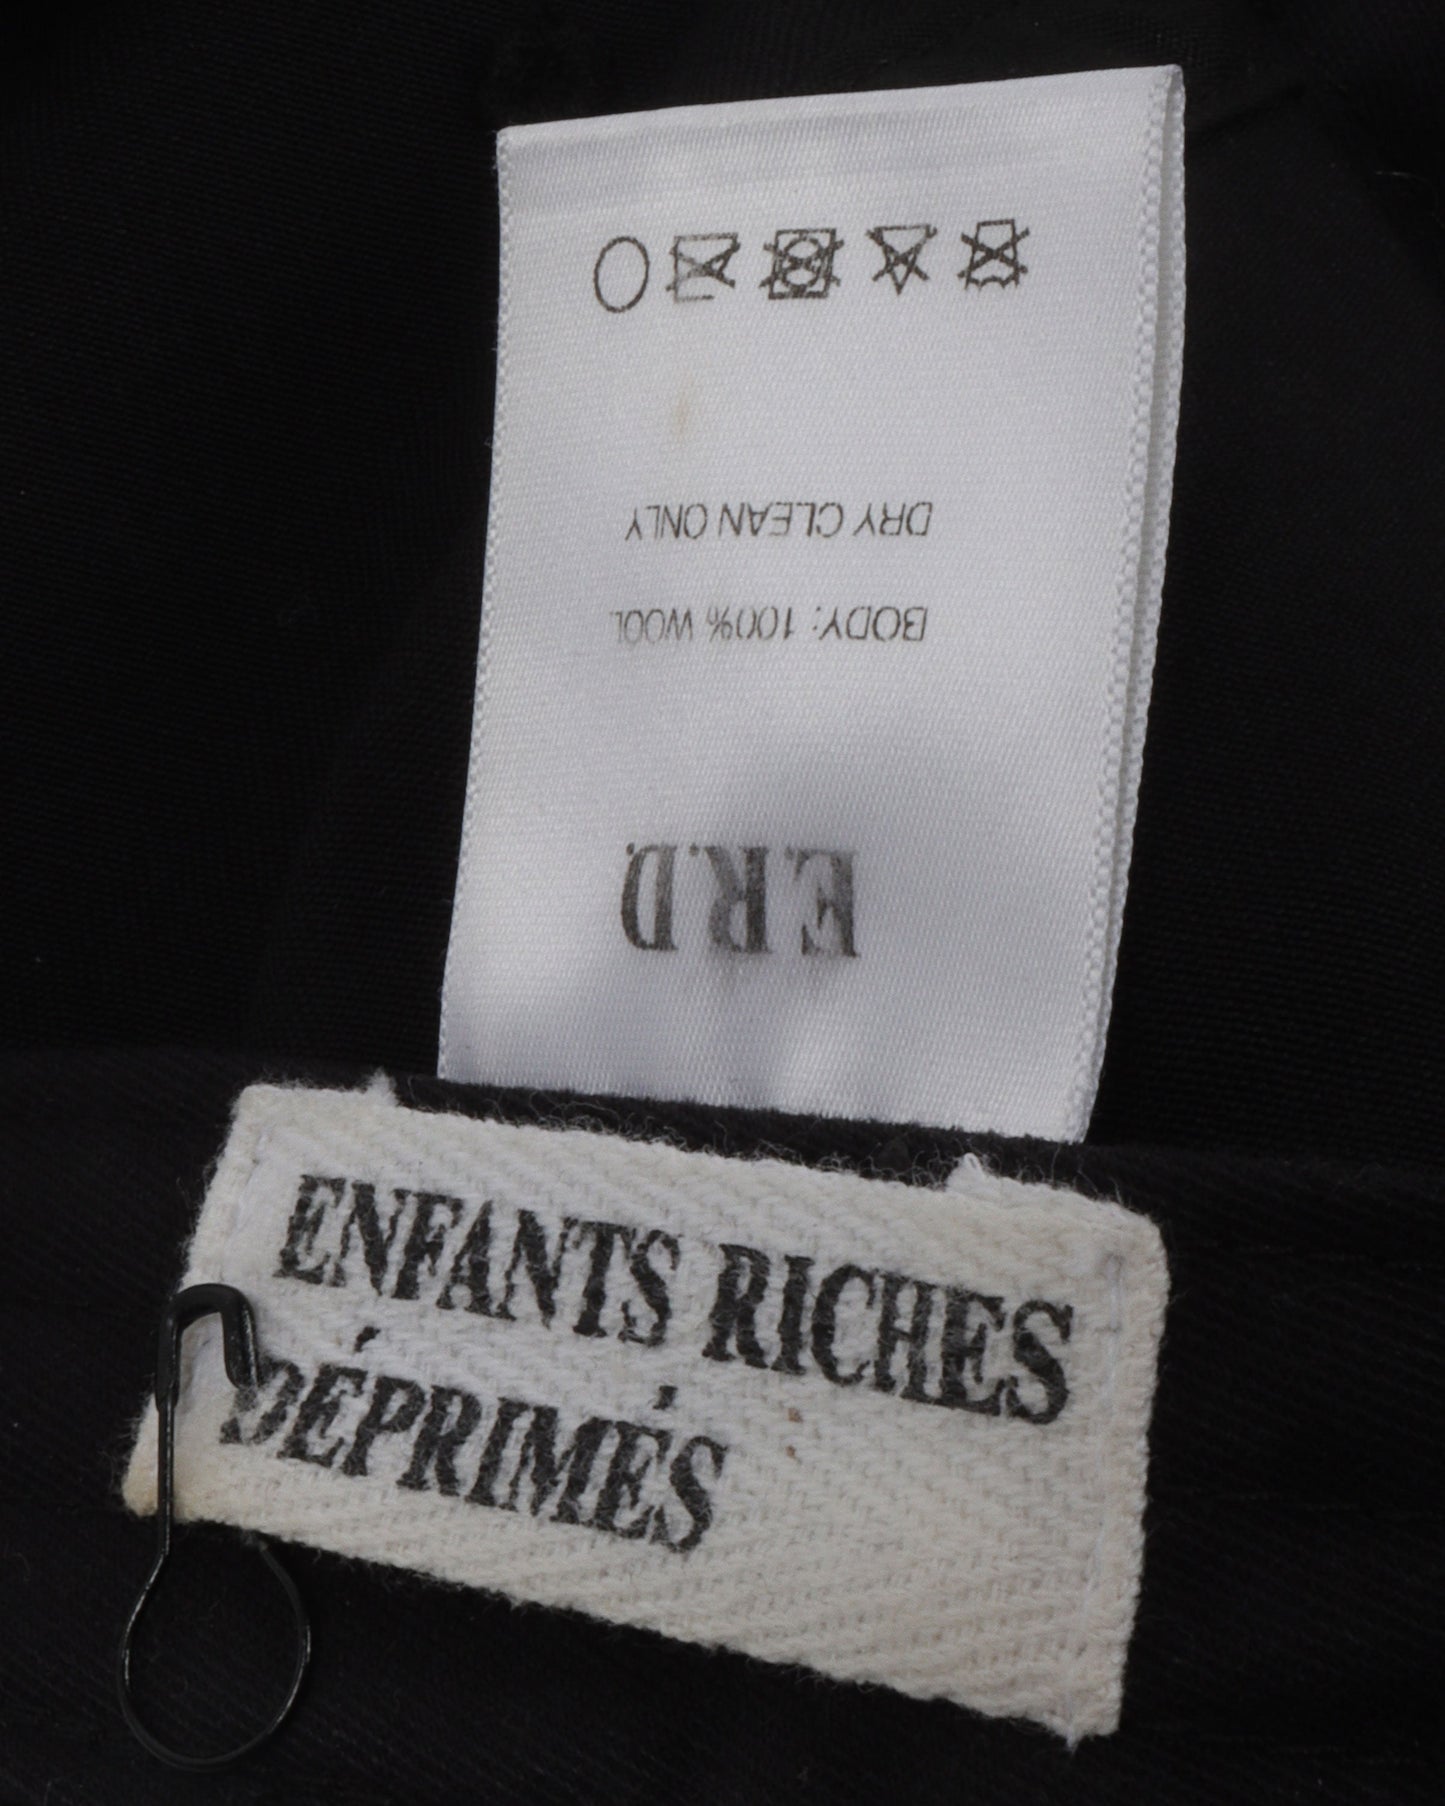 E.R.D.
BODY: 100% WOOL
DRY CLEAN ONLY
ENFANTS RICHES
DÉPRIMÉS